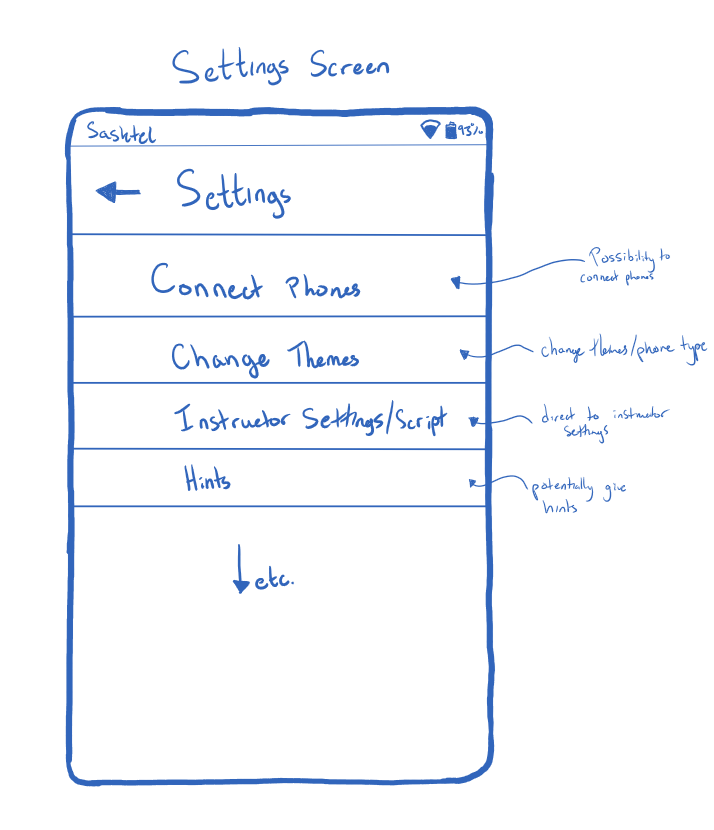 Settings Screen
Sasktel 93%
Settings
Connect Phones
Possibility to
connect phones
Change Themes
change themes/phone type
Instructor Settings/Script
direct to instructor
settings
Hints
potentially give
hints
etc.